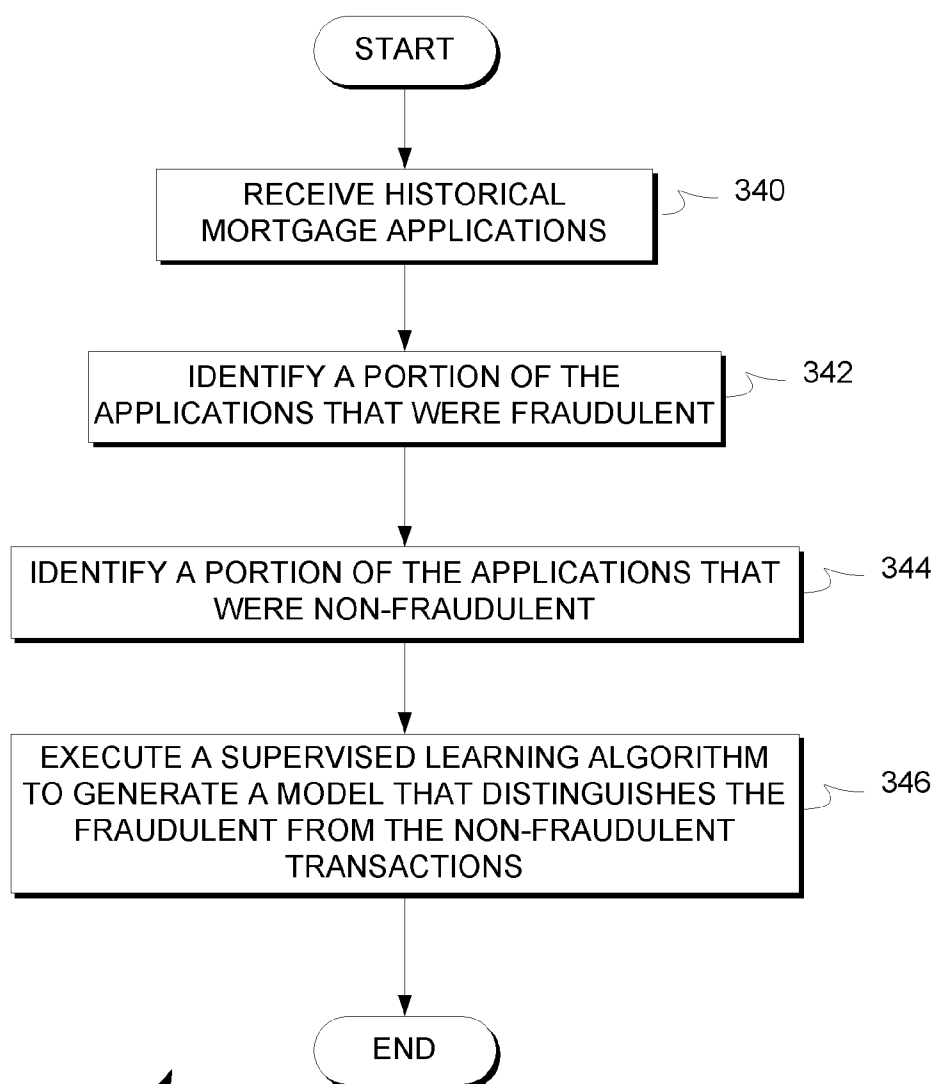 START
RECEIVE HISTORICAL
MORTGAGE APPLICATIONS
340
IDENTIFY A PORTION OF THE
APPLICATIONS THAT WERE FRAUDULENT
342
IDENTIFY A PORTION OF THE APPLICATIONS THAT
WERE NON-FRAUDULENT
344
EXECUTE A SUPERVISED LEARNING ALGORITHM
TO GENERATE A MODEL THAT DISTINGUISHES THE
FRAUDULENT FROM THE NON-FRAUDULENT
TRANSACTIONS
346
END